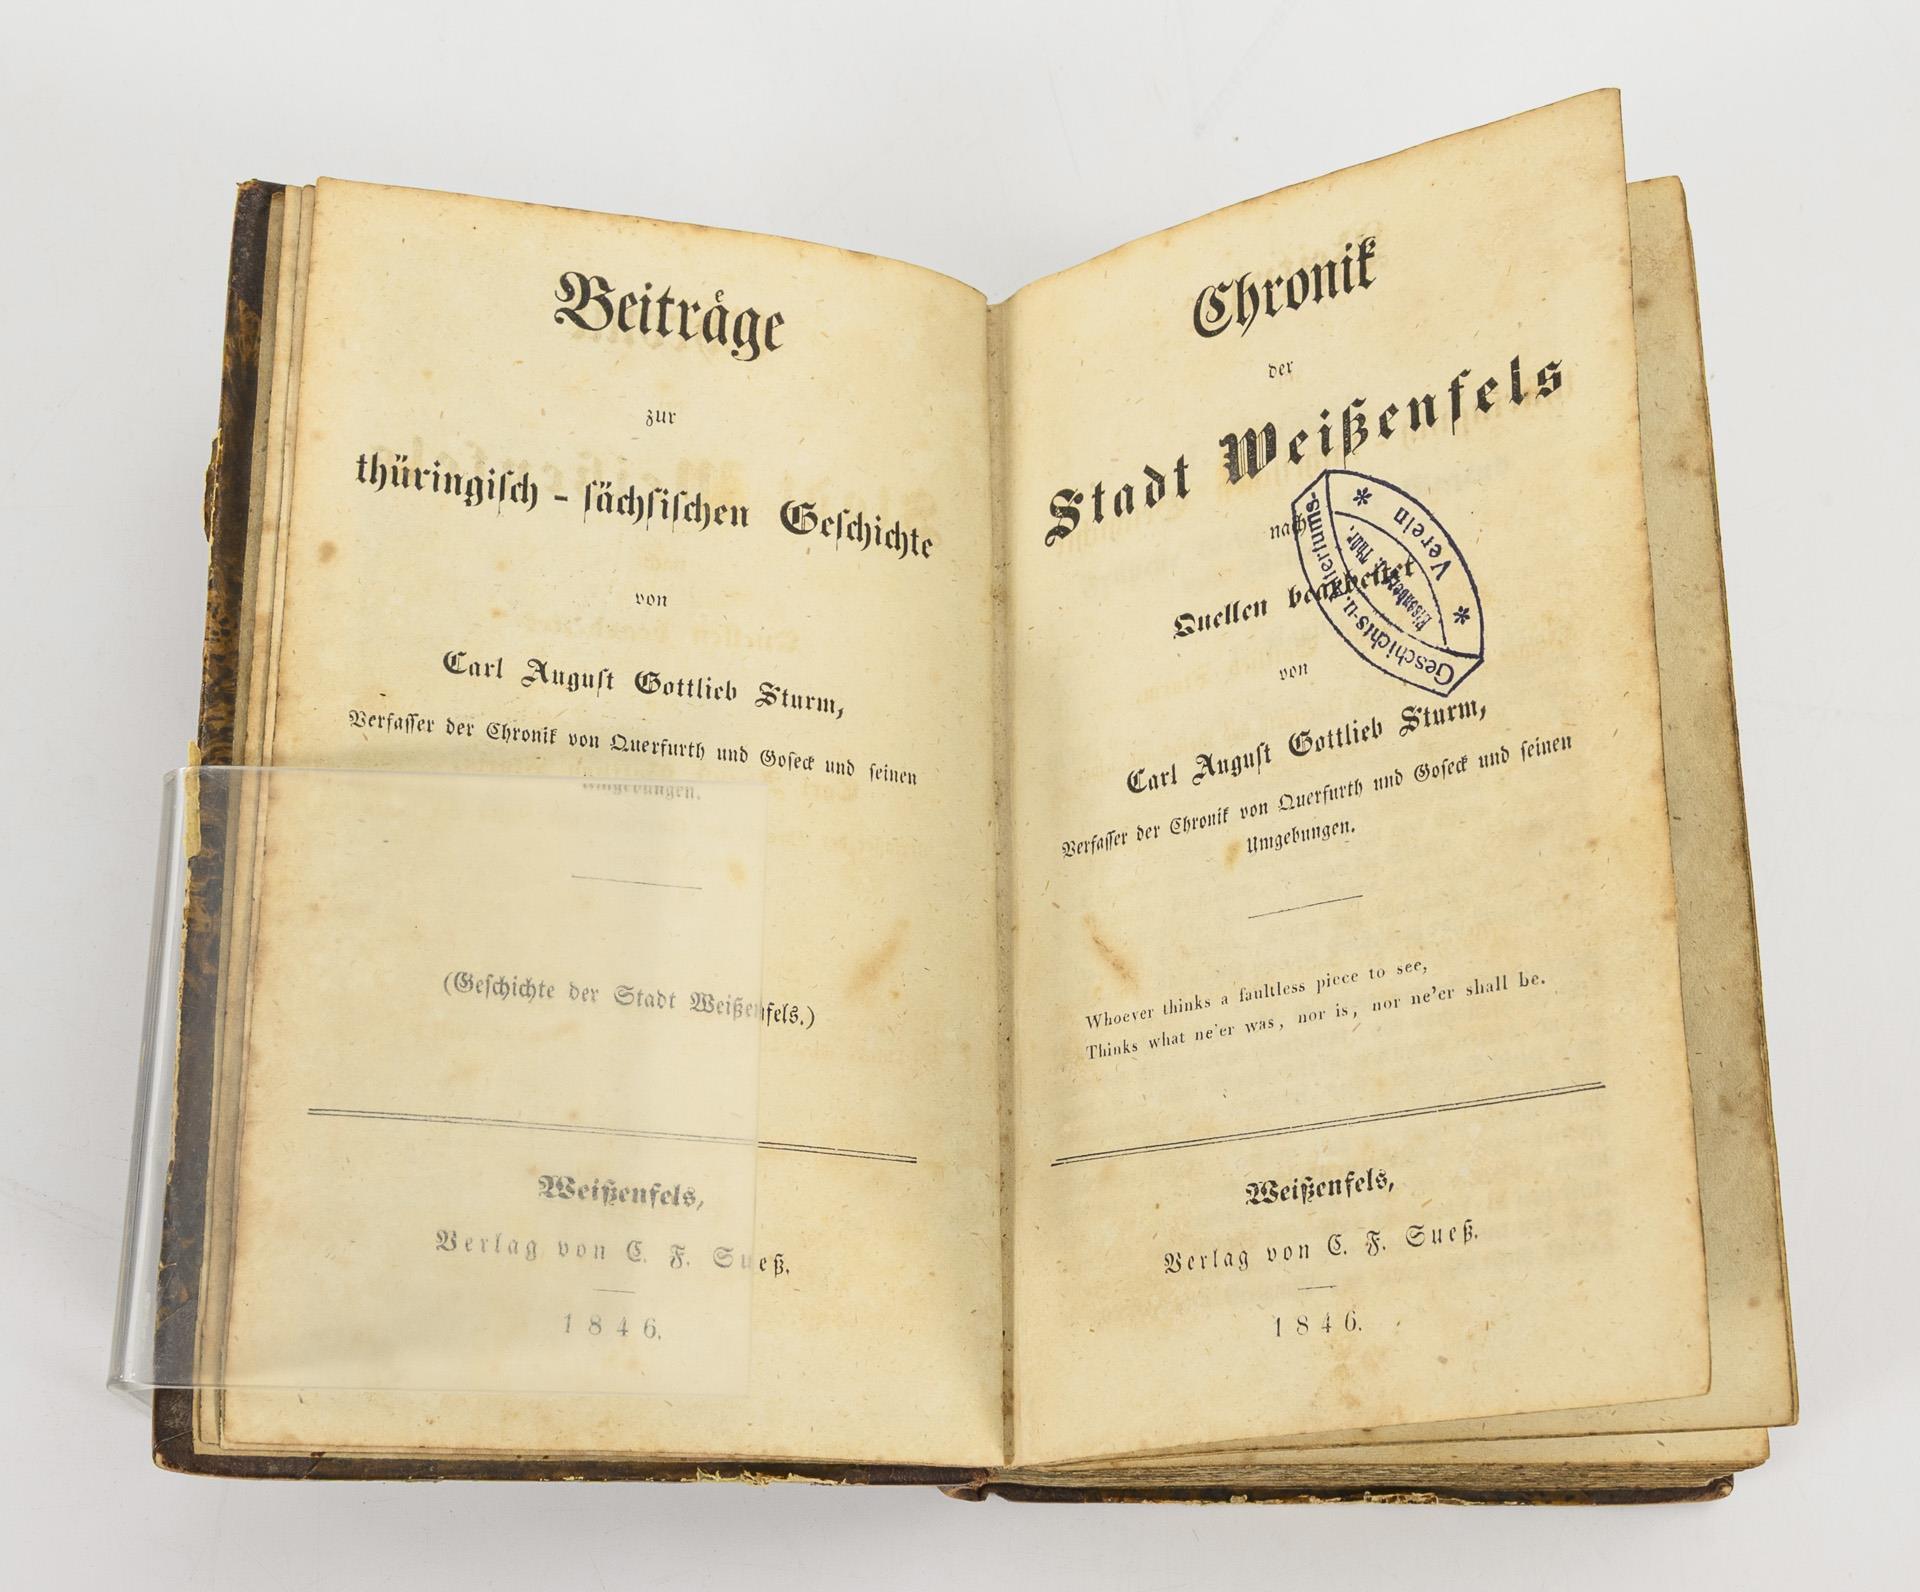 Beiträge
zur
thüringisch-sächsischen Geschichte
von
Carl August Gottlieb Sturm,
Verfasser der Chronik von Querfurth und Goseck und seinen
Umgebungen.
(Geschichte der Stadt Weißenfels.)
Weißenfels,
Verlag von C. F. Sueß.
1846.
Chronik
der
Stadt Weißenfels
nach
Quellen bearbeitet
von
Carl August Gottlieb Sturm,
Verfasser der Chronik von Querfurth und Goseck und seinen
Umgebungen.
Whoever thinks a faultless piece to see,
Thinks what ne'er was, nor is, nor ne'er shall be.
Weißenfels,
Verlag von C. F. Sueß.
1846.
Geschichts- u. Altertums-
* Verein *
Eisenberg i. Thür.